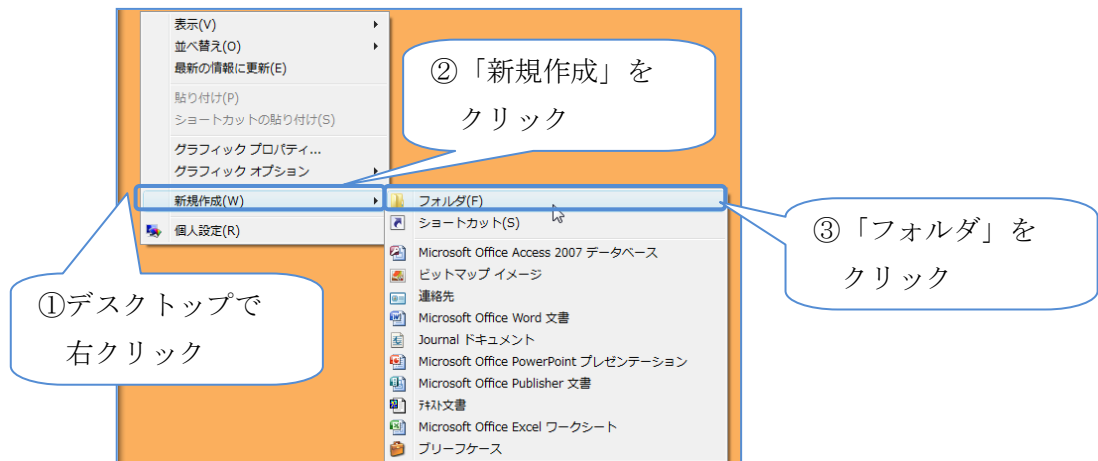 表示(V)
並べ替え(O)
最新の情報に更新(E)
貼り付け(P)
ショートカットの貼り付け(S)
グラフィック プロパティ...
グラフィック オプション
新規作成(W)
個人設定(R)
②「新規作成」を
クリック
フォルダ(F)
ショートカット(S)
Microsoft Office Access 2007 データベース
ビットマップ イメージ
連絡先
Microsoft Office Word 文書
Journal ドキュメント
Microsoft Office PowerPoint プレゼンテーション
Microsoft Office Publisher 文書
ﾃｷｽﾄ文書
Microsoft Office Excel ワークシート
ブリーフケース
③「フォルダ」を
クリック
①デスクトップで
右クリック